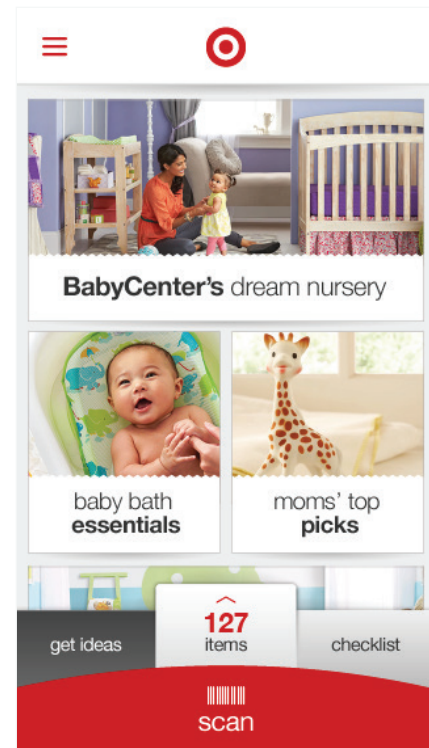 BabyCenter's dream nursery
baby bath
essentials
moms' top
picks
get ideas
127
items
checklist
scan